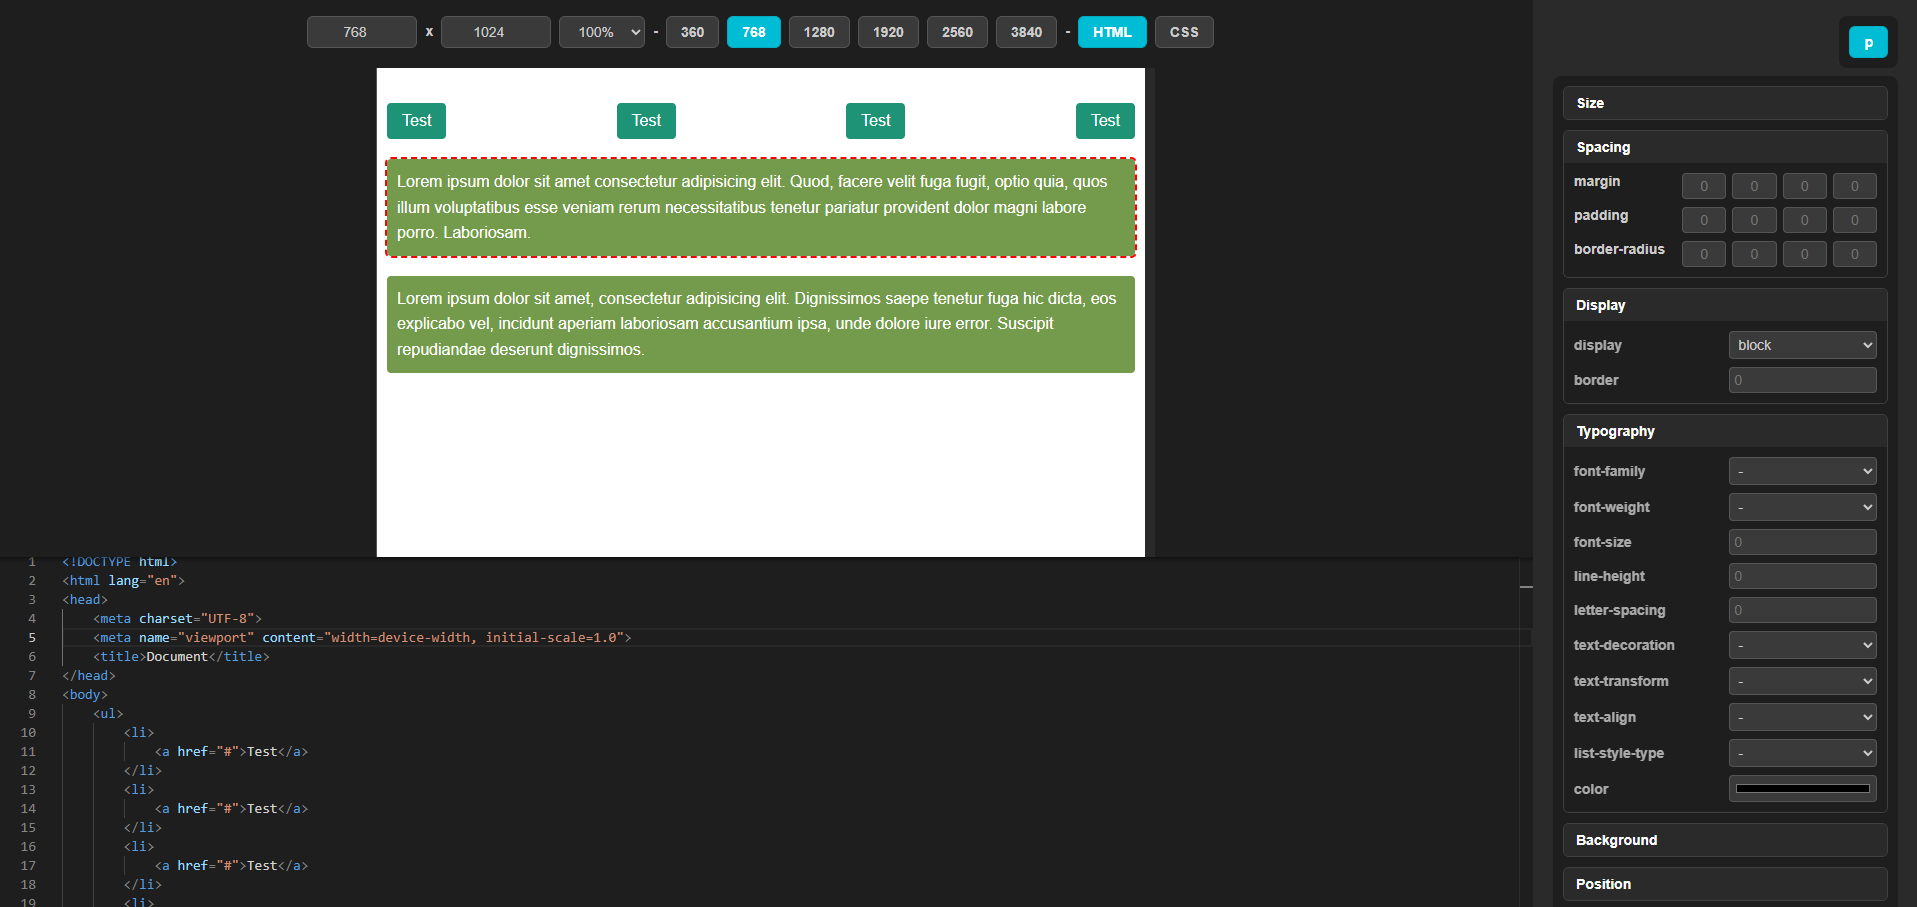 768 x 1024 100% - 360 768 1280 1920 2560 3840 - HTML CSS
p
Test Test Test Test
Lorem ipsum dolor sit amet consectetur adipisicing elit. Quod, facere velit fuga fugit, optio quia, quos
illum voluptatibus esse veniam rerum necessitatibus tenetur pariatur provident dolor magni labore
porro. Laboriosam.
Lorem ipsum dolor sit amet, consectetur adipisicing elit. Dignissimos saepe tenetur fuga hic dicta, eos
explicabo vel, incidunt aperiam laboriosam accusantium ipsa, unde dolore iure error. Suscipit
repudiandae deserunt dignissimos.
1 <!DOCTYPE html>
2 <html lang="en">
3 <head>
4 <meta charset="UTF-8">
5 <meta name="viewport" content="width=device-width, initial-scale=1.0">
6 <title>Document</title>
7 </head>
8 <body>
9 <ul>
10 <li>
11 <a href="#">Test</a>
12 </li>
13 <li>
14 <a href="#">Test</a>
15 </li>
16 <li>
17 <a href="#">Test</a>
18 </li>
19 <li>
Size
Spacing
margin 0 0 0 0
padding 0 0 0 0
border-radius 0 0 0 0
Display
display block
border 0
Typography
font-family -
font-weight -
font-size 0
line-height 0
letter-spacing 0
text-decoration -
text-transform -
text-align -
list-style-type -
color
Background
Position